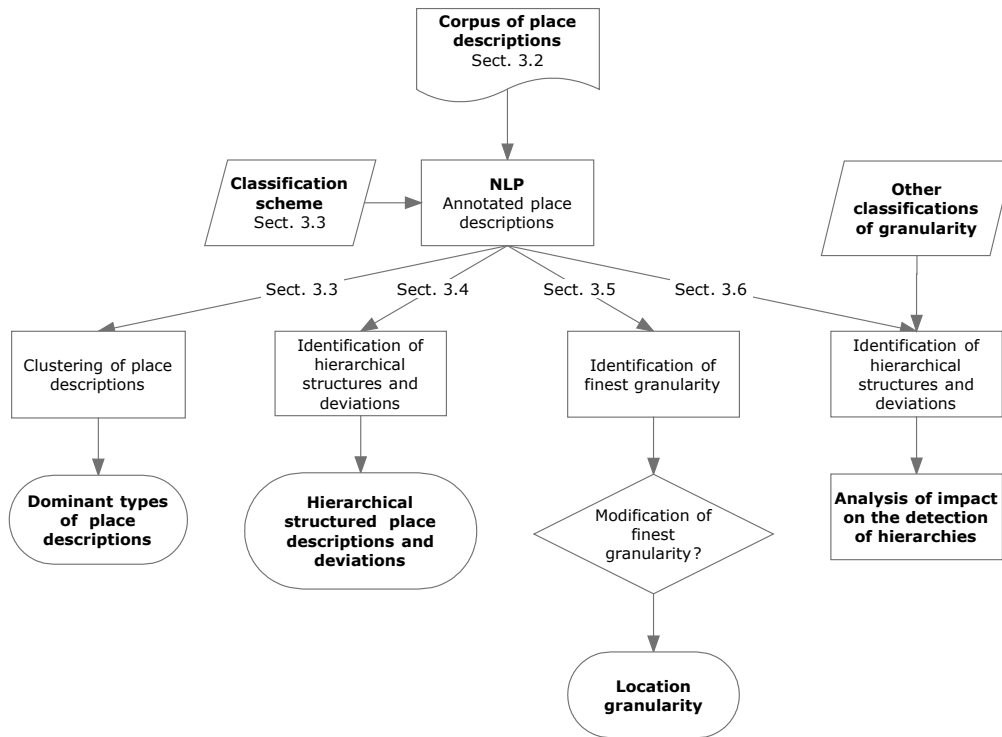 Corpus of place
descriptions
Sect. 3.2
Classification
scheme
Sect. 3.3
NLP
Annotated place
descriptions
Other
classifications
of granularity
Sect. 3.3
Sect. 3.4
Sect. 3.5
Sect. 3.6
Clustering of place
descriptions
Identification of
hierarchical
structures and
deviations
Identification of
finest granularity
Identification of
hierarchical
structures and
deviations
Dominant types
of place
descriptions
Hierarchical
structured place
descriptions and
deviations
Modification of
finest
granularity?
Analysis of impact
on the detection
of hierarchies
Location
granularity